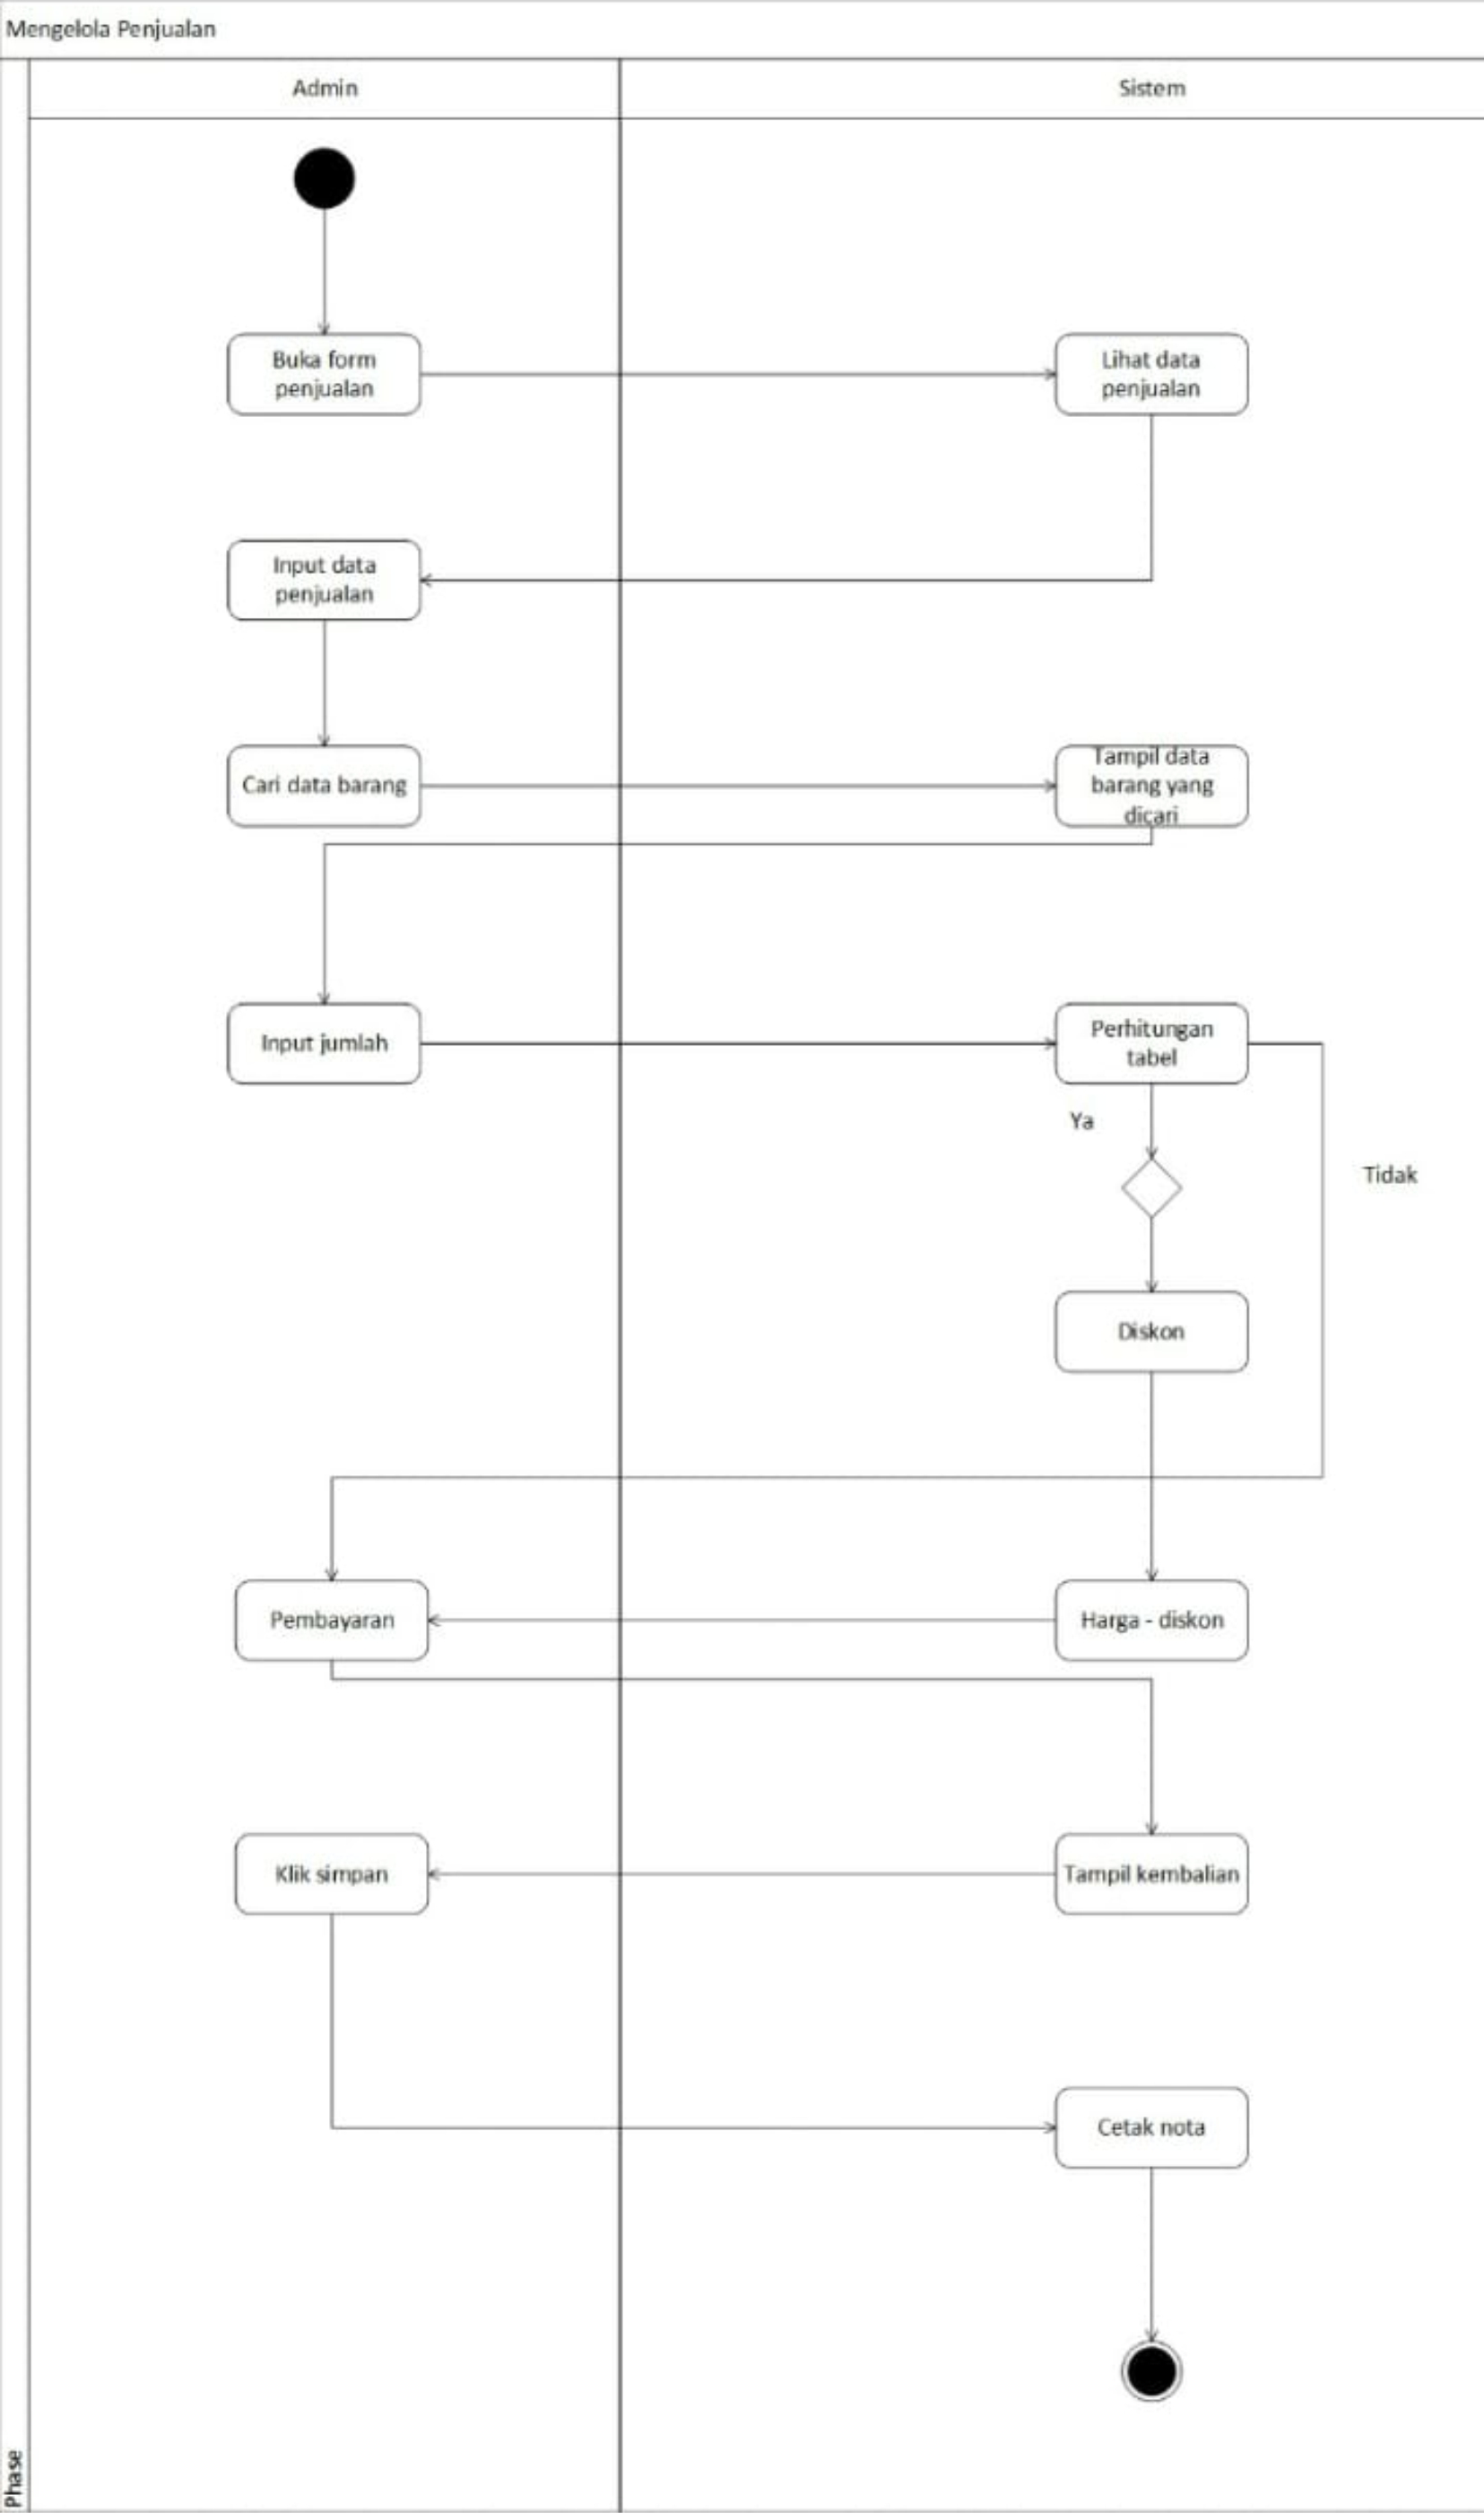 Mengelola Penjualan
Admin
Sistem
Buka form
penjualan
Lihat data
penjualan
Input data
penjualan
Cari data barang
Tampil data
barang yang
dicari
Input jumlah
Perhitungan
tabel
Ya
Tidak
Diskon
Pembayaran
Harga - diskon
Klik simpan
Tampil kembalian
Cetak nota
Phase